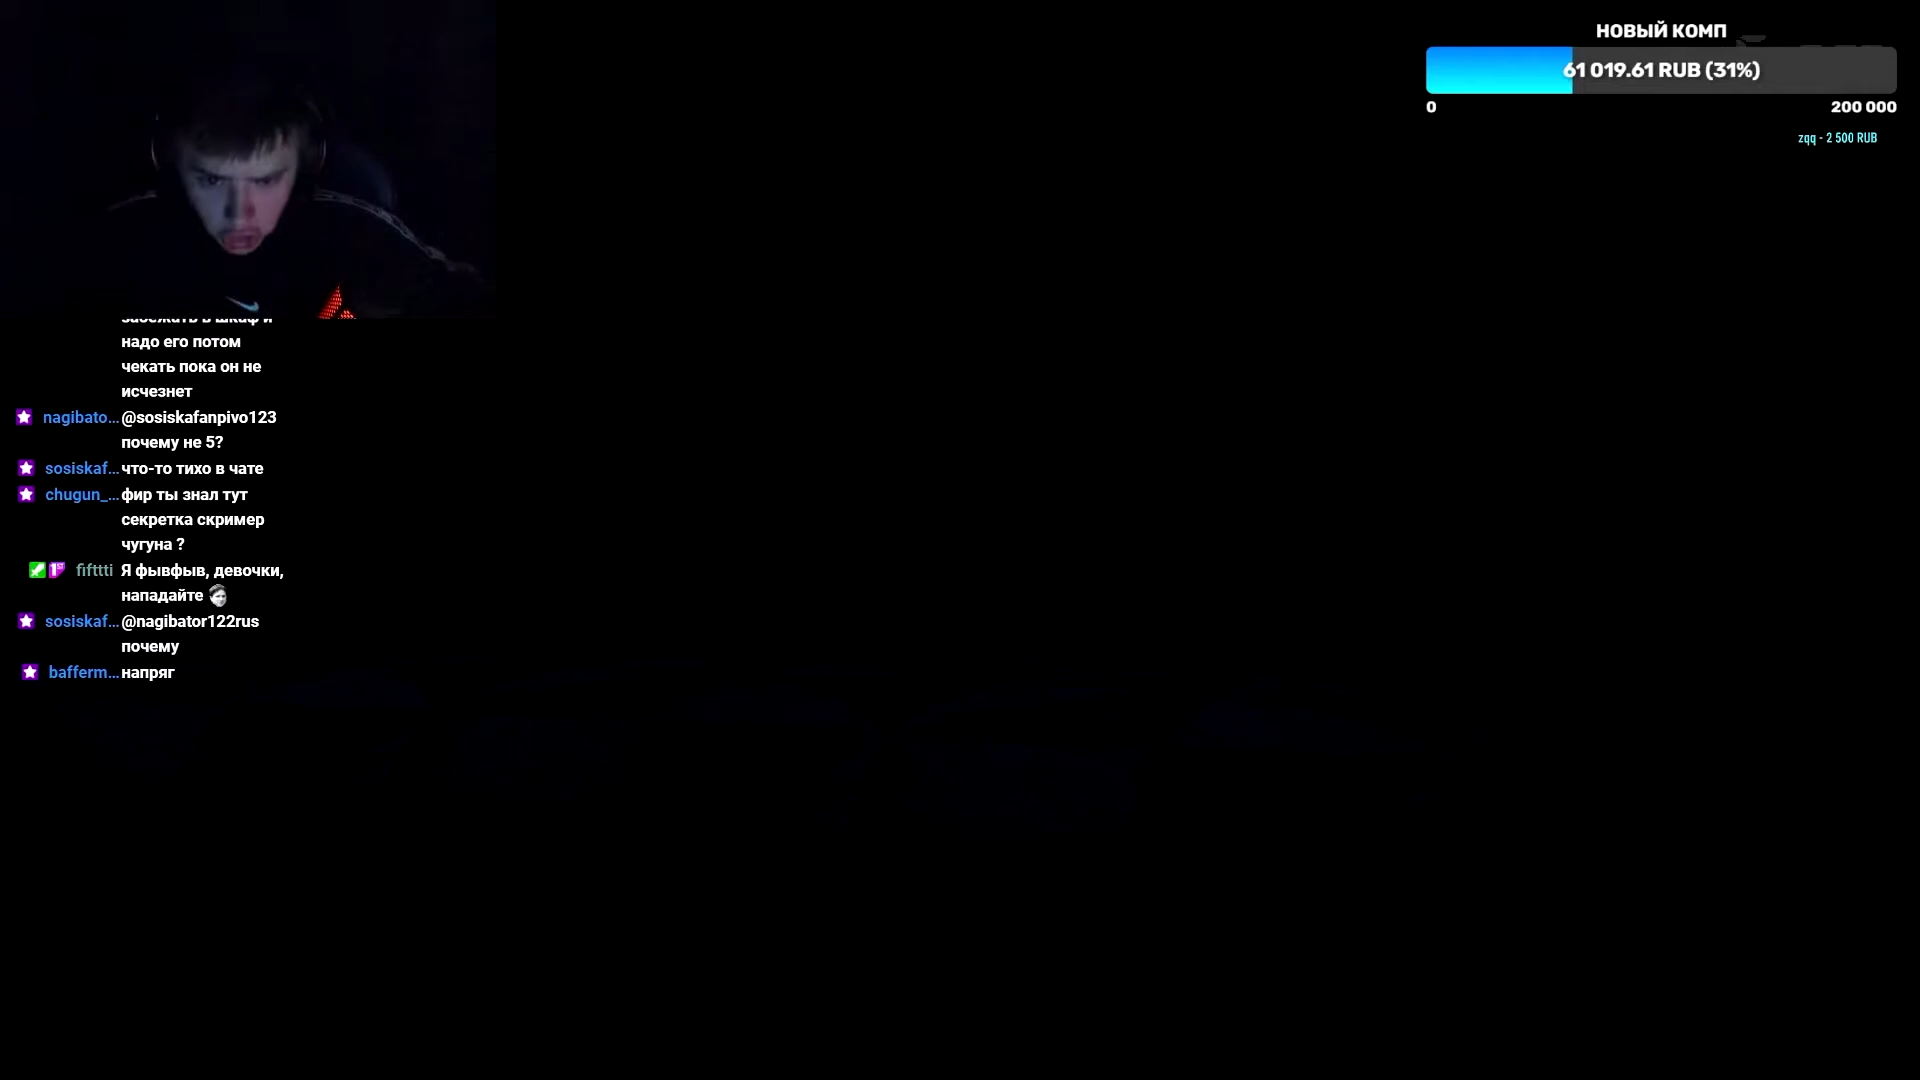 НОВЫЙ КОМП
61 019.61 RUB (31%)
0 200 000
zqq - 2 500 RUB
забежать в шкаф и
надо его потом
чекать пока он не
исчезнет
nagibato... @sosiskafanpivo123
почему не 5?
sosiskaf... что-то тихо в чате
chugun_... фир ты знал тут
секретка скример
чугуна ?
fifttti Я фывфыв, девочки,
нападайте
sosiskaf... @nagibator122rus
почему
bafferm... напряг